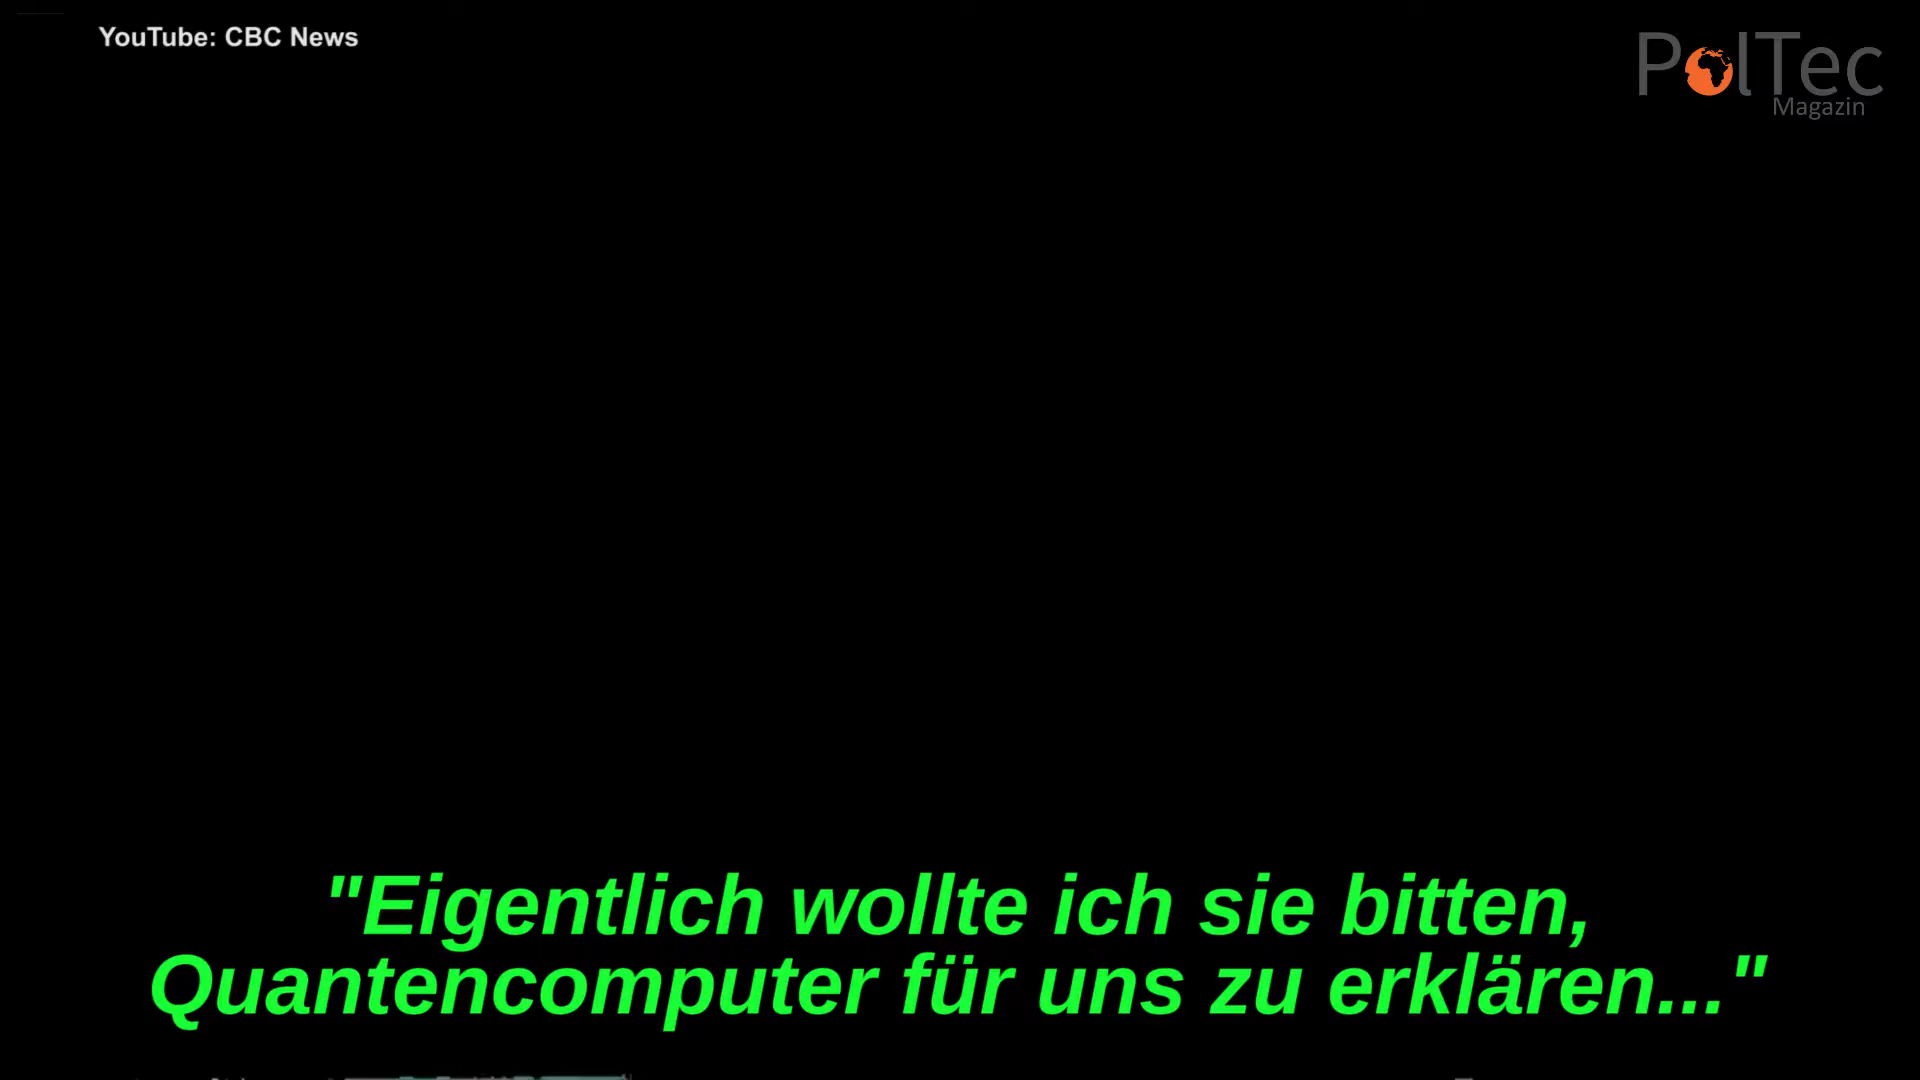 YouTube: CBC News
PolTec
Magazin
"Eigentlich wollte ich sie bitten,
Quantencomputer für uns zu erklären..."